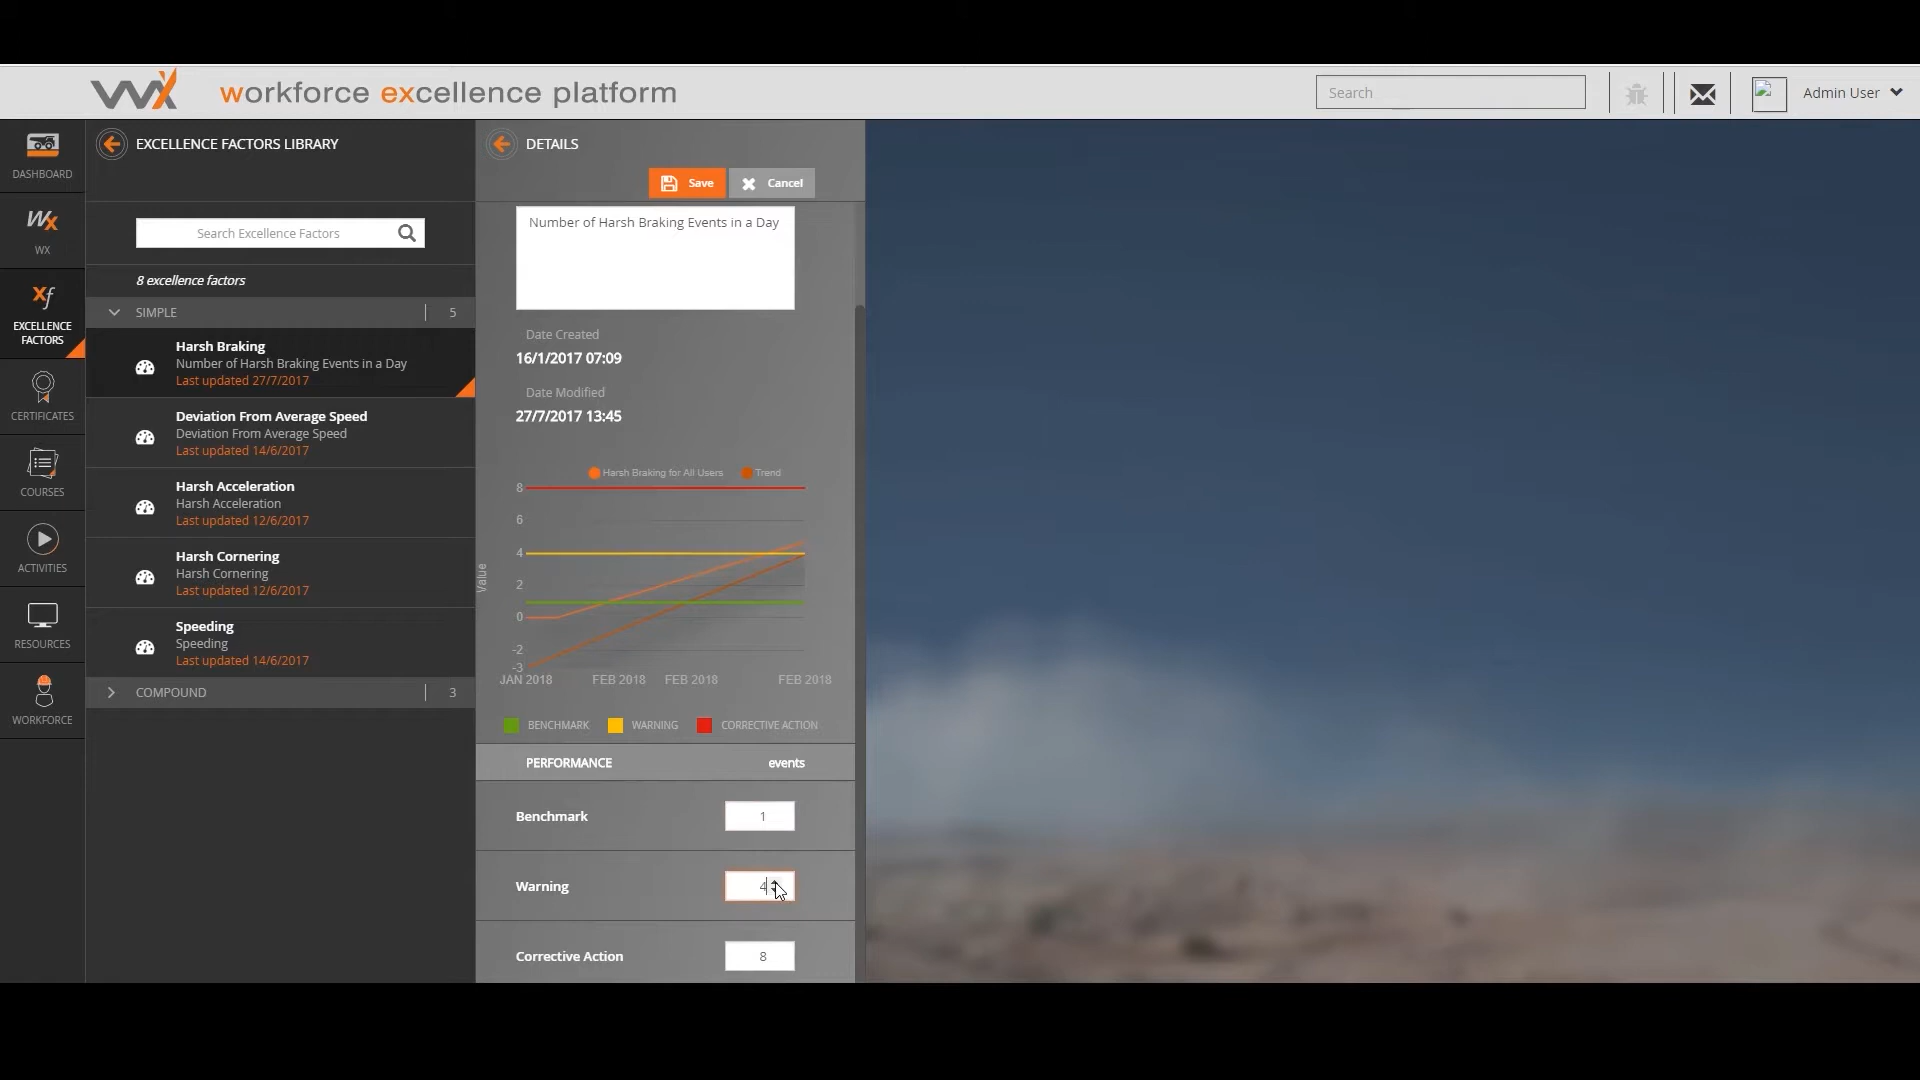 WX workforce excellence platform
Search
Admin User
DASHBOARD
Wx
WX
Xf
EXCELLENCE
FACTORS
CERTIFICATES
COURSES
ACTIVITIES
RESOURCES
WORKFORCE
EXCELLENCE FACTORS LIBRARY
Search Excellence Factors
8 excellence factors
SIMPLE 5
Harsh Braking
Number of Harsh Braking Events in a Day
Last updated 27/7/2017
Deviation From Average Speed
Deviation From Average Speed
Last updated 14/6/2017
Harsh Acceleration
Harsh Acceleration
Last updated 12/6/2017
Harsh Cornering
Harsh Cornering
Last updated 12/6/2017
Speeding
Speeding
Last updated 14/6/2017
COMPOUND 3
DETAILS
Save Cancel
Number of Harsh Braking Events in a Day
Date Created
16/1/2017 07:09
Date Modified
27/7/2017 13:45
Harsh Braking for All Users Trend
8
6
4
2
0
-2
-3
Value
JAN 2018 FEB 2018 FEB 2018 FEB 2018
BENCHMARK WARNING CORRECTIVE ACTION
PERFORMANCE events
Benchmark 1
Warning 4
Corrective Action 8